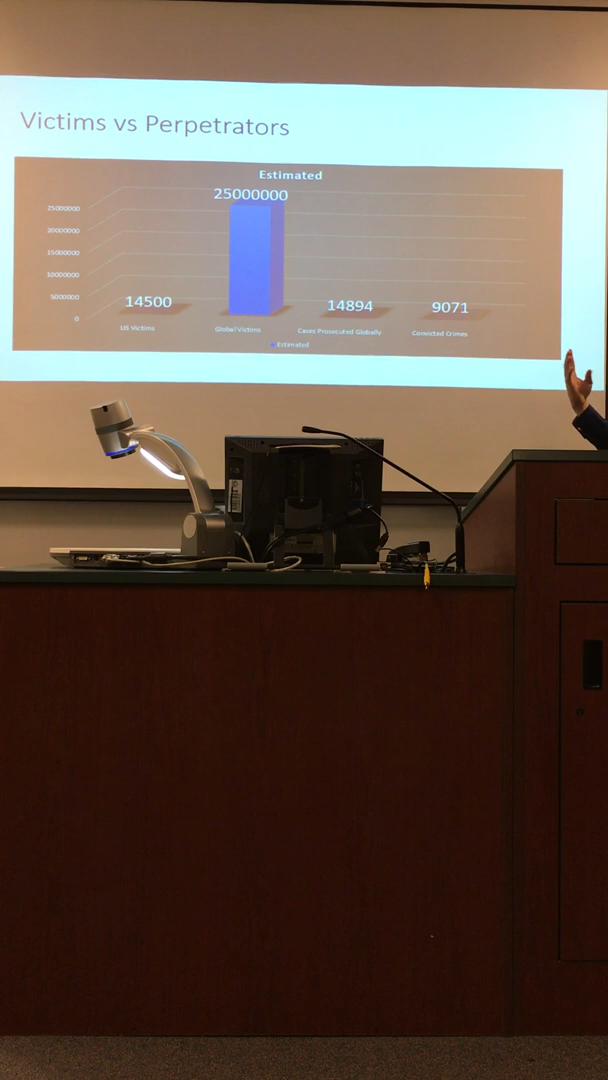 Victims vs Perpetrators
Estimated
25000000
25000000
20000000
15000000
10000000
5000000
0
14500
14894
9071
US Victims
Global Victims
Cases Prosecuted Globally
Convicted Crimes
Estimated